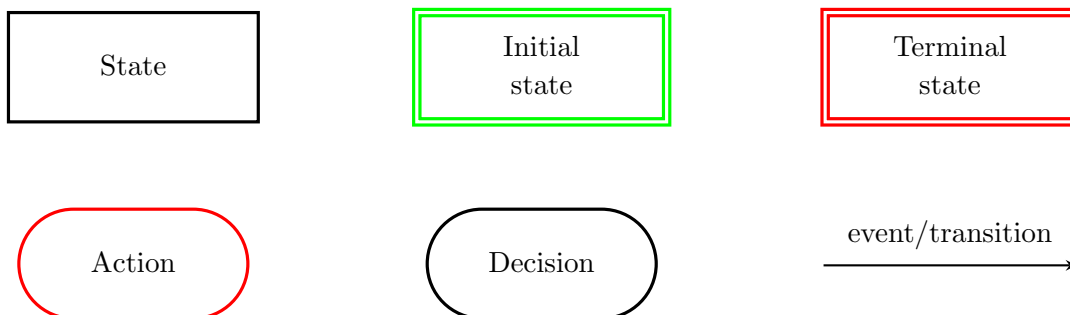 State
Initial
state
Terminal
state
Action
Decision
event/transition